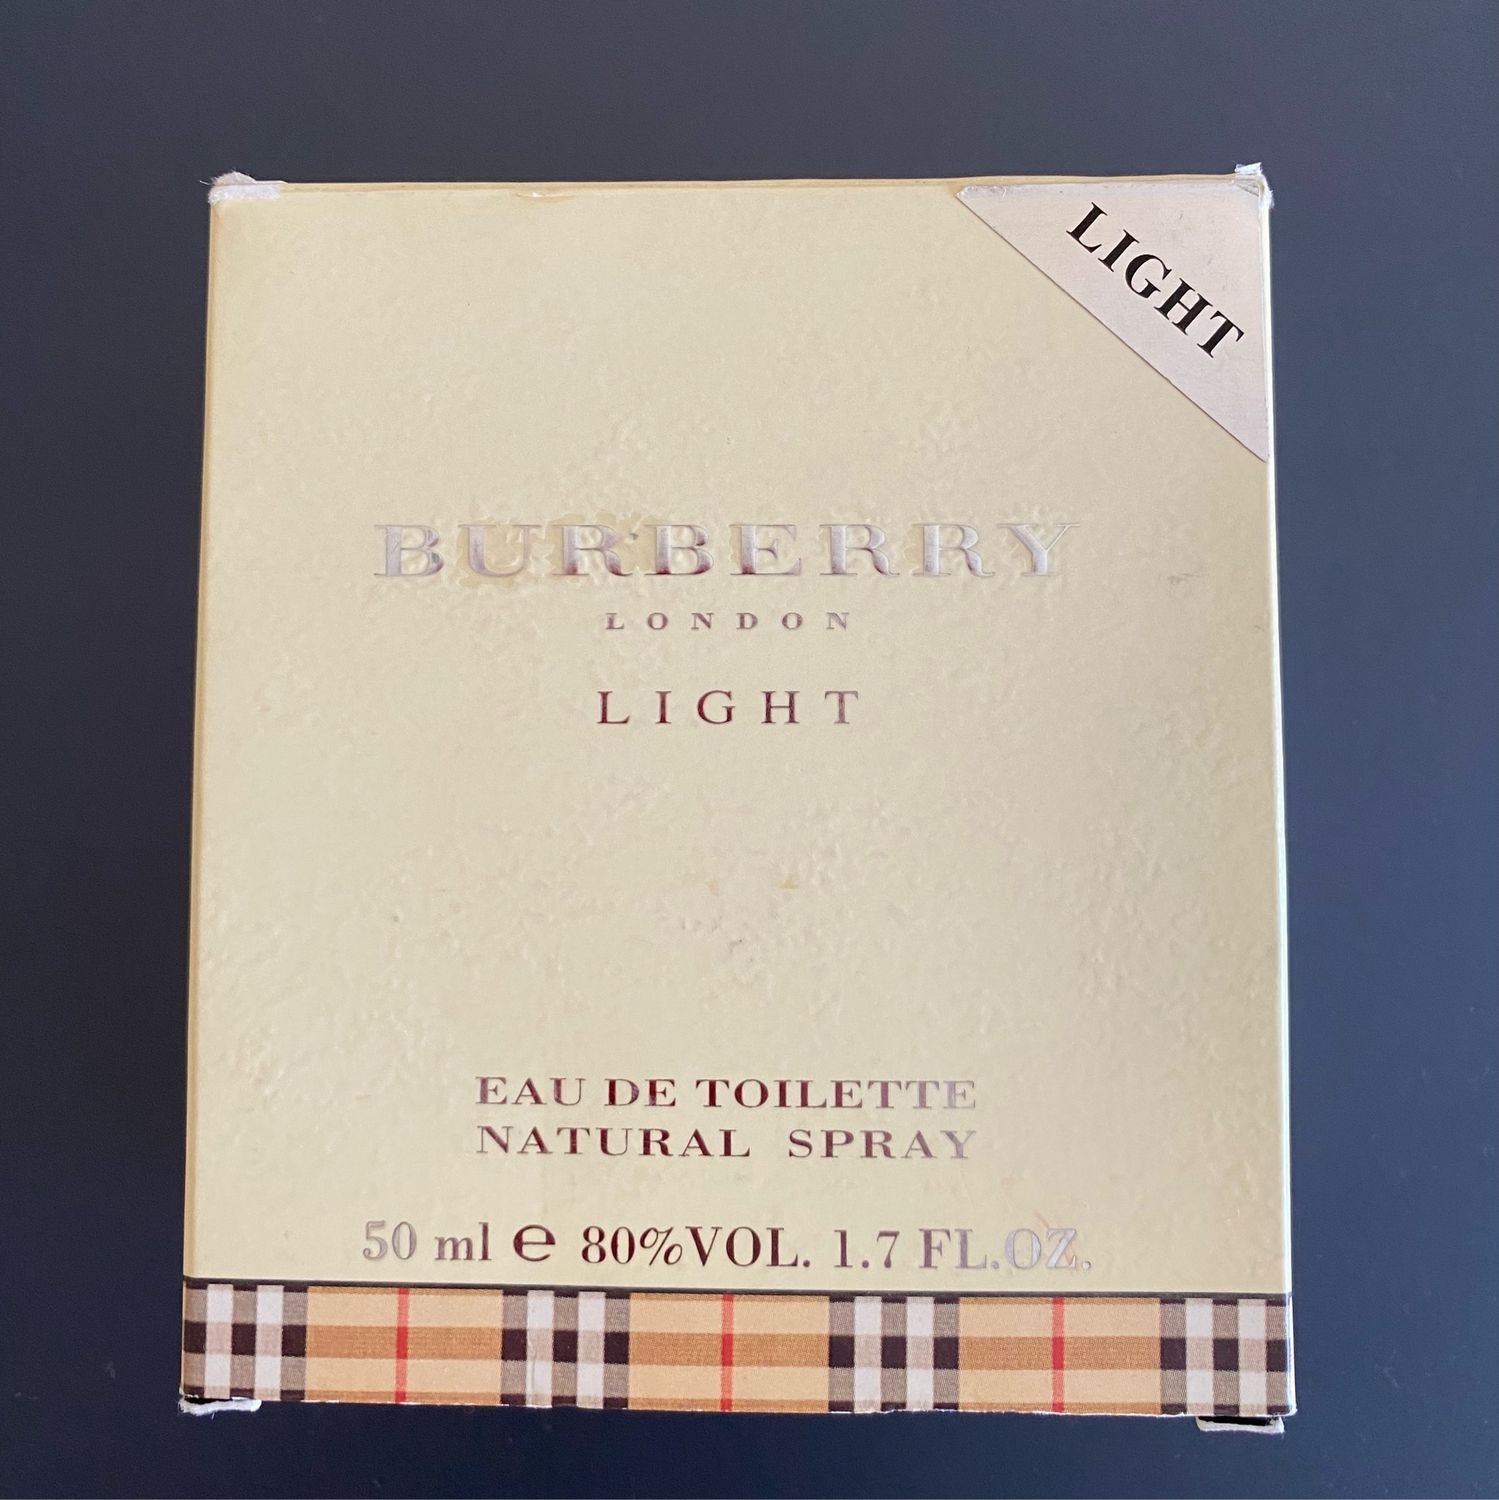 LIGHT
BURBERRY
LONDON
LIGHT
EAU DE TOILETTE
NATURAL SPRAY
50 ml e 80%VOL. 1.7 FL.OZ.